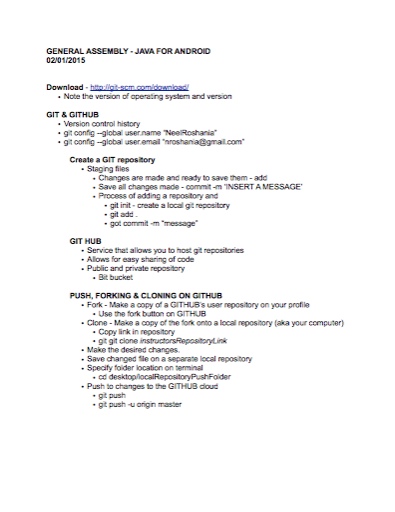 GENERAL ASSEMBLY - JAVA FOR ANDROID
02/01/2015
Download - http://git-scm.com/download/
• Note the version of operating system and version
GIT & GITHUB
• Version control history
• git config --global user.name "NeelRoshania"
• git config --global user.email "nroshania@gmail.com"
Create a GIT repository
• Staging files
• Changes are made and ready to save them - add
• Save all changes made - commit -m "INSERT A MESSAGE"
• Process of adding a repository and
• git init - create a local git repository
• git add .
• got commit -m "message"
GIT HUB
• Service that allows you to host git repositories
• Allows for easy sharing of code
• Public and private repository
• Bit bucket
PUSH, FORKING & CLONING ON GITHUB
• Fork - Make a copy of a GITHUB's user repository on your profile
• Use the fork button on GITHUB
• Clone - Make a copy of the fork onto a local repository (aka your computer)
• Copy link in repository
• git git clone instructorsRepositoryLink
• Make the desired changes.
• Save changed file on a separate local repository
• Specify folder location on terminal
• cd desktop/localRepositoryPushFolder
• Push to changes to the GITHUB cloud
• git push
• git push -u origin master